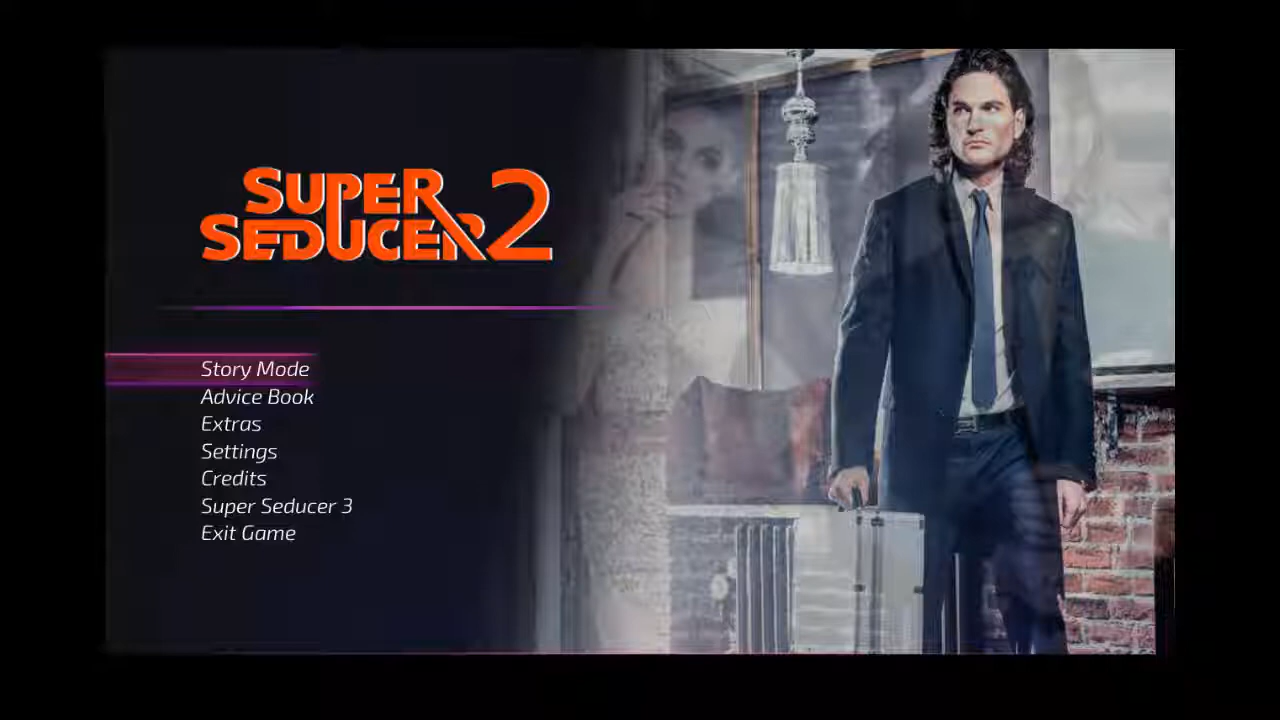 SUPER
SEDUCER 2
Story Mode
Advice Book
Extras
Settings
Credits
Super Seducer 3
Exit Game